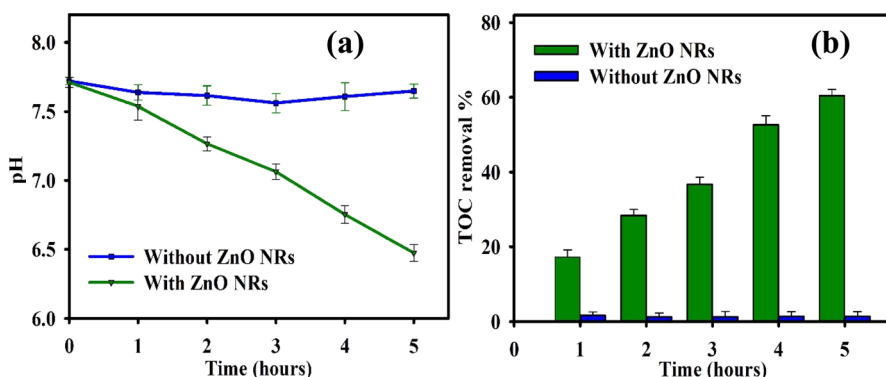 (a)
8.0
7.5
7.0
6.5
6.0
pH
Without ZnO NRs
With ZnO NRs
0 1 2 3 4 5
Time (hours)
(b)
80
60
40
20
0
TOC removal %
With ZnO NRs
Without ZnO NRs
0 1 2 3 4 5
Time (hours)